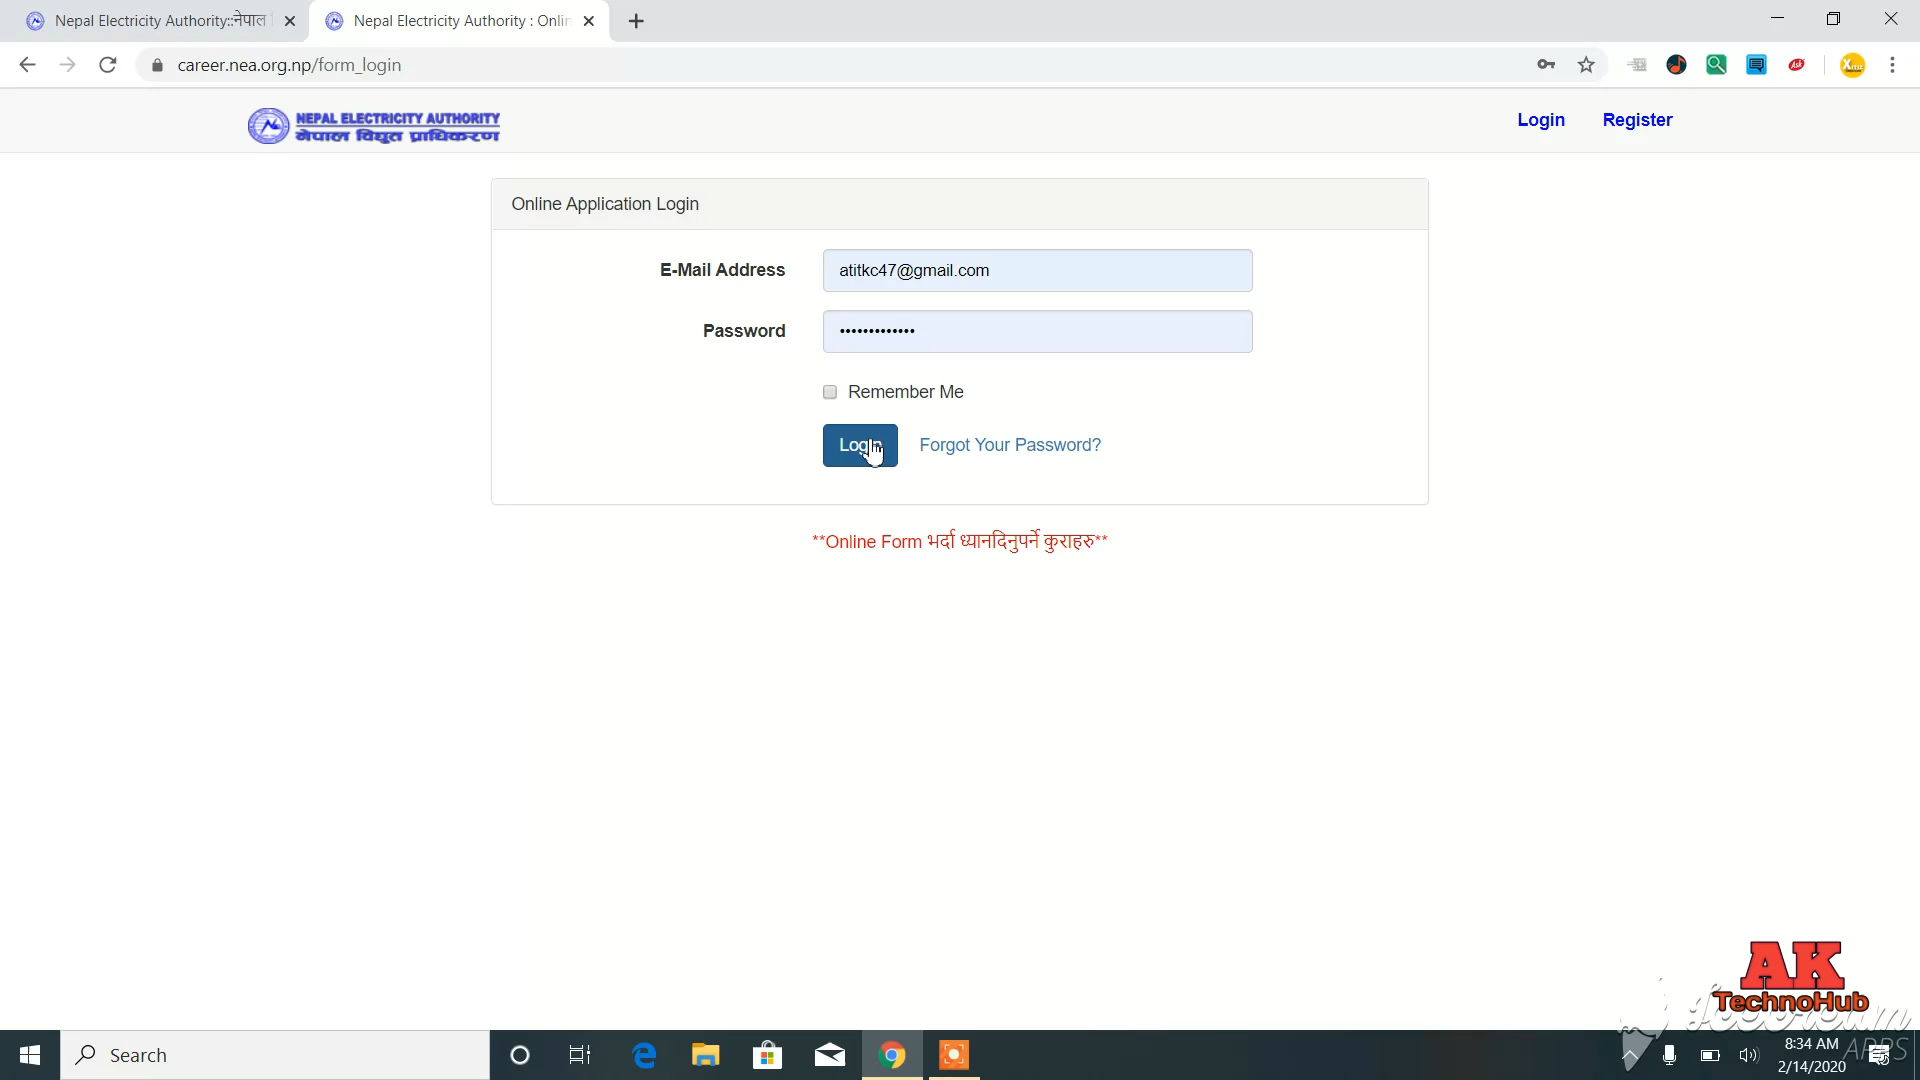 Nepal Electricity Authority::नेपाल
Nepal Electricity Authority : Onlin
career.nea.org.np/form_login
NEPAL ELECTRICITY AUTHORITY
नेपाल विद्युत प्राधिकरण
Login Register
Online Application Login
E-Mail Address atitkc47@gmail.com
Password •••••••••••••
Remember Me
Login Forgot Your Password?
**Online Form भर्दा ध्यानदिनुपर्ने कुराहरु**
AK
TechnoHub
Icecream
APPS
Search
8:34 AM
2/14/2020